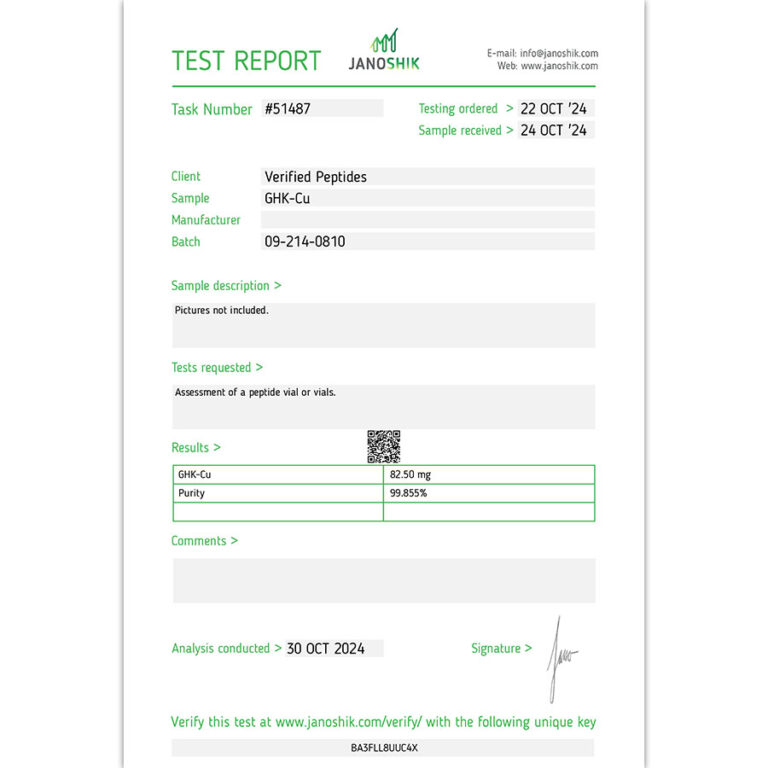 TEST REPORT
JANOSHIK
E-mail: info@janoshik.com
Web: www.janoshik.com
Task Number #51487
Testing ordered > 22 OCT '24
Sample received > 24 OCT '24
Client Verified Peptides
Sample GHK-Cu
Manufacturer
Batch 09-214-0810
Sample description >
Pictures not included.
Tests requested >
Assessment of a peptide vial or vials.
Results >
GHK-Cu 82.50 mg
Purity 99.855%
Comments >
Analysis conducted > 30 OCT 2024
Signature >
Verify this test at www.janoshik.com/verify/ with the following unique key
BA3FLL8UUC4X